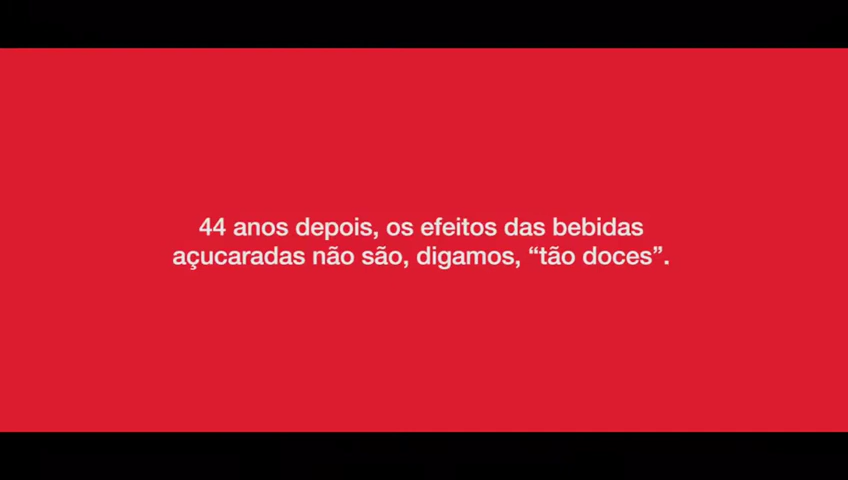 44 anos depois, os efeitos das bebidas
açucaradas não são, digamos, “tão doces”.